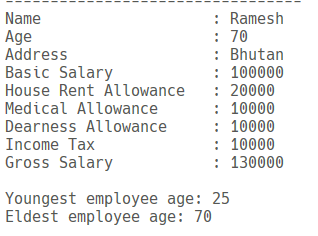 ---------------------------------
Name                   : Ramesh
Age                    : 70
Address                : Bhutan
Basic Salary           : 100000
House Rent Allowance   : 20000
Medical Allowance      : 10000
Dearness Allowance     : 10000
Income Tax             : 10000
Gross Salary           : 130000

Youngest employee age: 25
Eldest employee age: 70